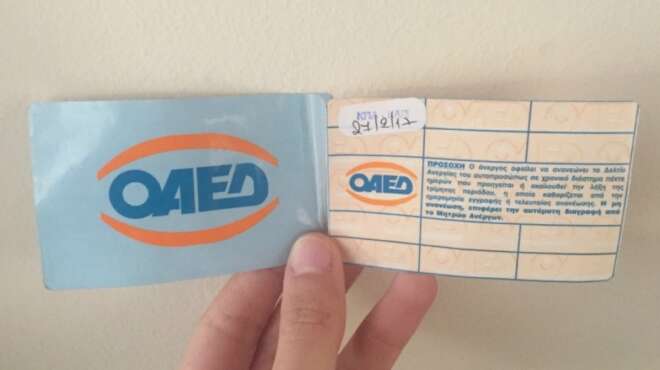 ΟΑΕΔ
27/2/17
ΟΑΕΔ
ΠΡΟΣΟΧΗ Ο άνεργος οφείλει να ανανεώνει το Δελτίο
Ανεργίας του αυτοπροσώπως σε χρονικό διάστημα πέντε
ημερών που προηγείται ή ακολουθεί την λήξη της
τρίμηνης περιόδου, η οποία καθορίζεται από την
ημερομηνία εγγραφής ή τελευταίας ανανέωσης. Η μη
ανανέωση, επιφέρει την αυτόματη διαγραφή από
το Μητρώο Ανέργων.